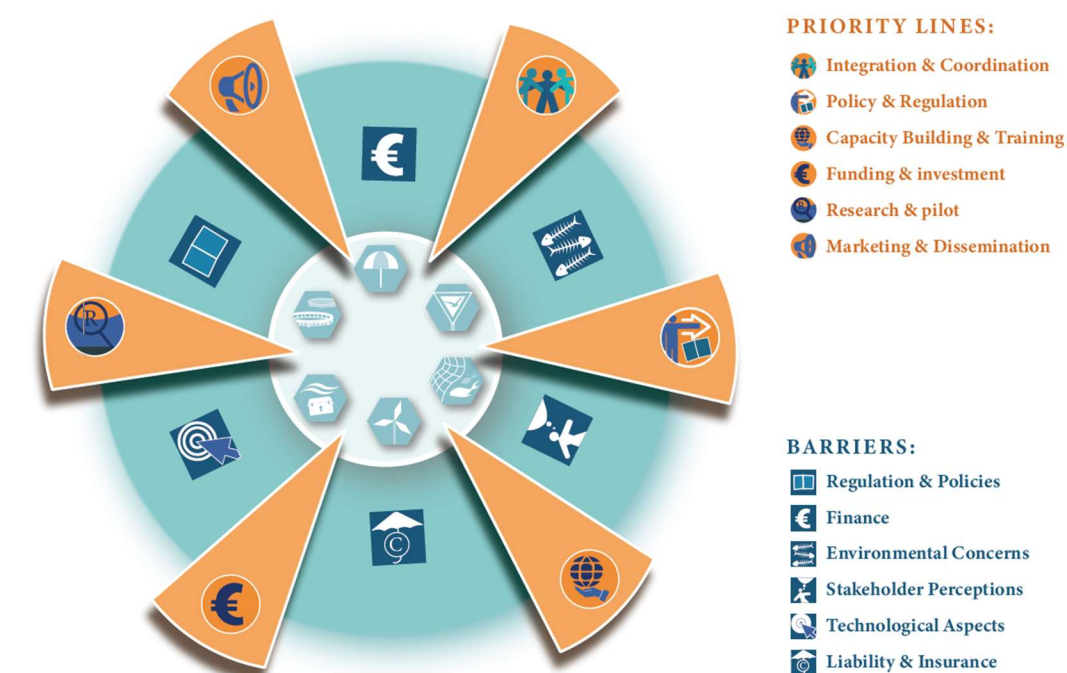 PRIORITY LINES:
Integration & Coordination
Policy & Regulation
Capacity Building & Training
€ Funding & investment
R Research & pilot
Marketing & Dissemination
€
R
€
©
BARRIERS:
Regulation & Policies
€ Finance
Environmental Concerns
Stakeholder Perceptions
Technological Aspects
© Liability & Insurance